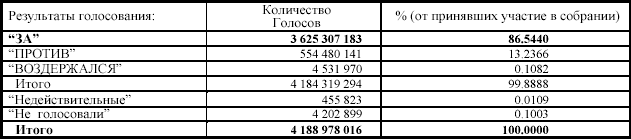 Результаты голосования: Количество Голосов % (от принявших участие в собрании)
“ЗА” 3 625 307 183 86.5440
“ПРОТИВ” 554 480 141 13.2366
“ВОЗДЕРЖАЛСЯ” 4 531 970 0.1082
Итого 4 184 319 294 99.8888
“Недействительные” 455 823 0.0109
“Не голосовали” 4 202 899 0.1003
Итого 4 188 978 016 100.0000